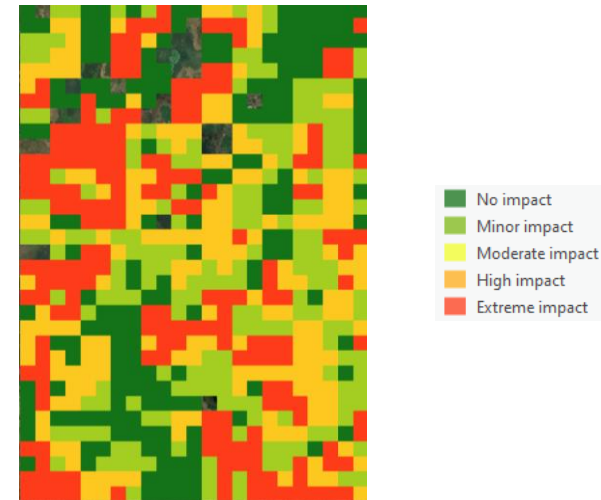 No impact
Minor impact
Moderate impact
High impact
Extreme impact